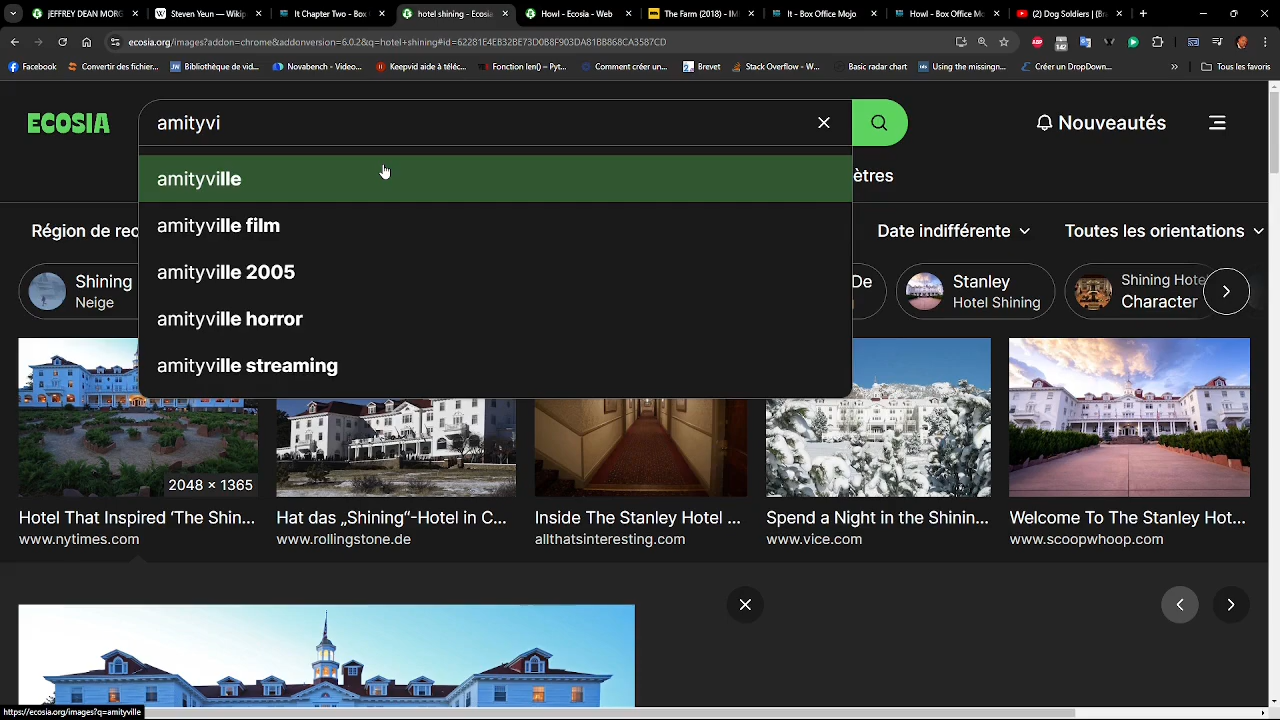 jEFFREY DEAN MORG
Steven Yeun — Wikip
It Chapter Two - Box O
hotel shining - Ecosia
Howl - Ecosia - Web
The Farm (2018) - IM
It - Box Office Mojo
Howl - Box Office Mo
(2) Dog Soldiers | (Br
ecosia.org/images?addon=chrome&addonversion=6.0.2&q=hotel+shining#id=62281E4EB32BE73D0B8F903DA81BB868CA3587CD
142
Facebook
Convertir des fichier...
Bibliothèque de vid...
Novabench - Video...
Keepvid aide à téléc...
Fonction len() – Pyt...
Comment créer un...
Brevet
Stack Overflow - W...
Basic radar chart
Using the missingn...
Créer un DropDown...
»
Tous les favoris
ECOSIA
amityvi
Nouveautés
amityville
ètres
amityville film
Région de rec
Date indifférente
Toutes les orientations
amityville 2005
Shining
Neige
De
Stanley
Hotel Shining
Shining Hote
Character
amityville horror
amityville streaming
2048 × 1365
Hotel That Inspired ‘The Shin...
www.nytimes.com
Hat das „Shining“-Hotel in C...
www.rollingstone.de
Inside The Stanley Hotel ...
allthatsinteresting.com
Spend a Night in the Shinin...
www.vice.com
Welcome To The Stanley Hot...
www.scoopwhoop.com
https://ecosia.org/images?q=amityville